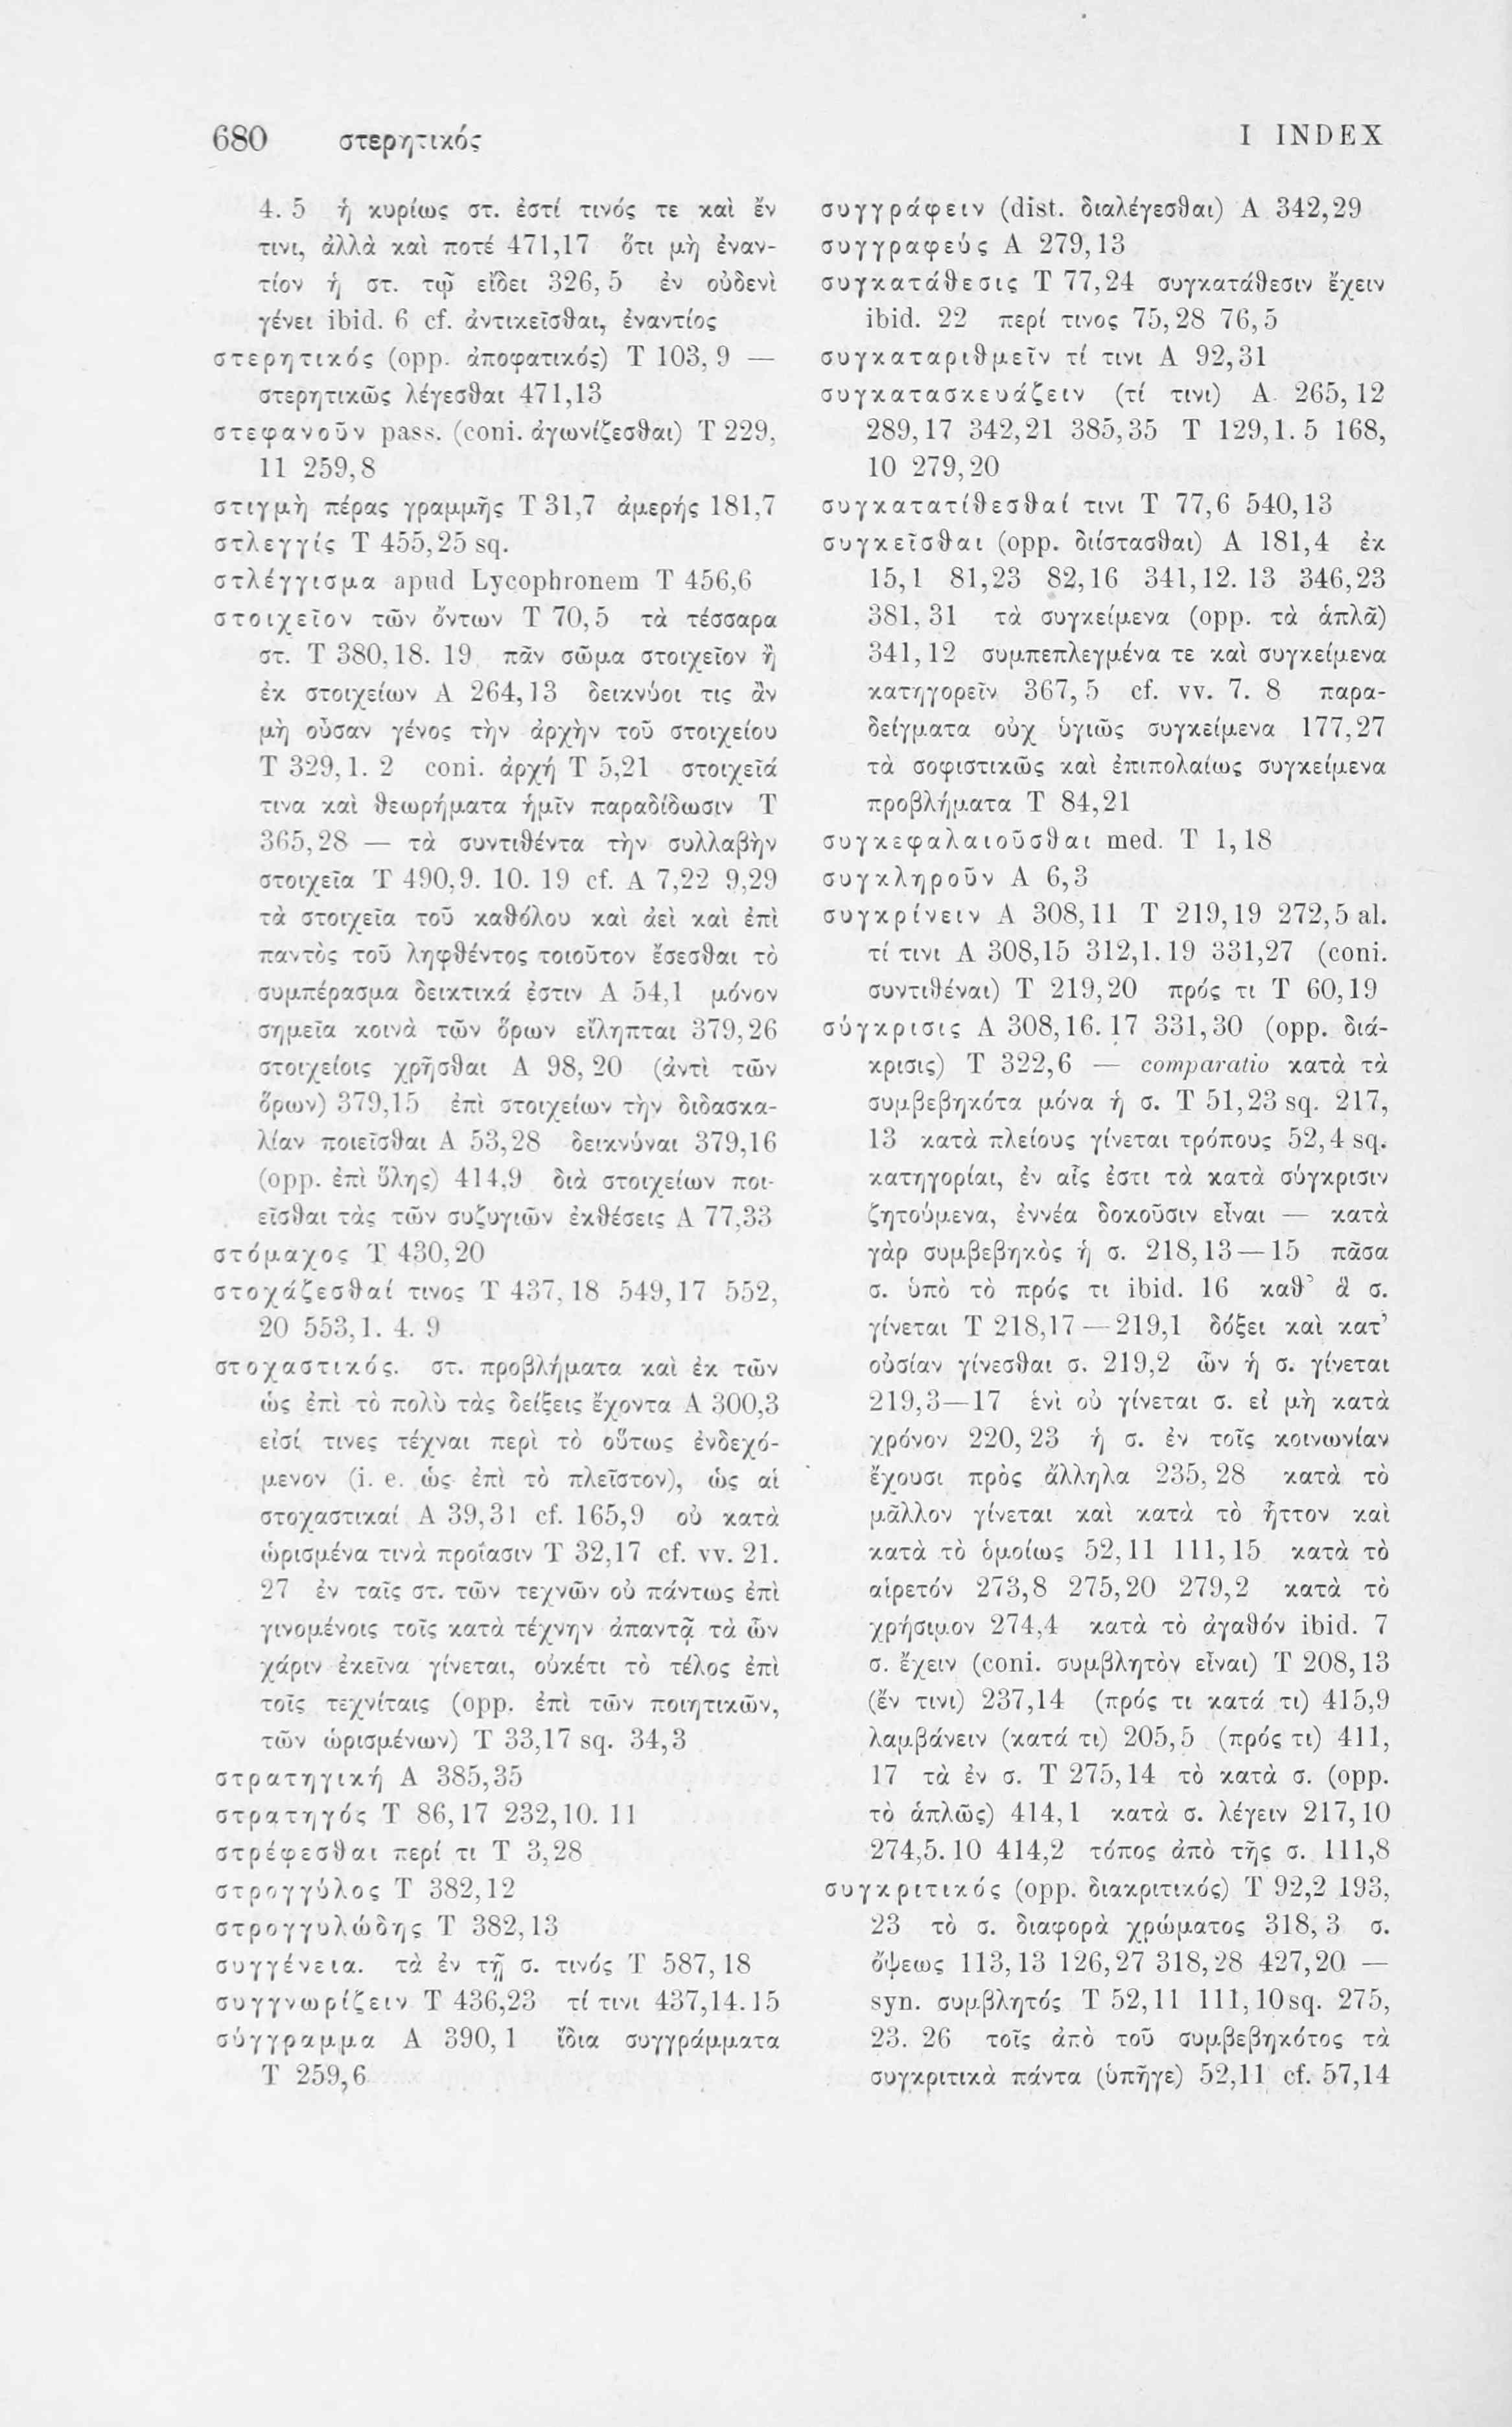 680 στερητικός
I INDEX
4. 5 ἡ κυρίως στ. ἐστί τινός τε καὶ ἔν
τινι, ἀλλὰ καὶ ποτέ 471,17 ὅτι μὴ ἐναν-
τίον ἡ στ. τῷ εἴδει 326,5 ἐν οὐδενὶ
γένει ibid. 6 cf. ἀντικεῖσθαι, ἐναντίος
στερητικός (opp. ἀποφατικός) T 103,9 —
στερητικῶς λέγεσθαι 471,13
στεφανοῦν pass. (coni. ἀγωνίζεσθαι) T 229,
11 259,8
στιγμὴ πέρας γραμμῆς T 31,7 ἀμερής 181,7
στλεγγίς T 455,25 sq.
στλέγγισμα apud Lycophronem T 456,6
στοιχεῖον τῶν ὄντων T 70,5 τὰ τέσσαρα
στ. T 380,18. 19 πᾶν σῶμα στοιχεῖον ἢ
ἐκ στοιχείων A 264,13 δεικνύοι τις ἂν
μὴ οὖσαν γένος τὴν ἀρχὴν τοῦ στοιχείου
T 329,1. 2 coni. ἀρχή T 5,21 στοιχεῖά
τινα καὶ θεωρήματα ἡμῖν παραδίδωσιν T
365,28 — τὰ συντιθέντα τὴν συλλαβὴν
στοιχεῖα T 490,9. 10. 19 cf. A 7,22 9,29
τὰ στοιχεῖα τοῦ καθόλου καὶ ἀεὶ καὶ ἐπὶ
παντὸς τοῦ ληφθέντος τοιοῦτον ἔσεσθαι τὸ
συμπέρασμα δεικτικά ἐστιν A 54,1 μόνον
σημεῖα κοινὰ τῶν ὅρων εἴληπται 379,26
στοιχείοις χρῆσθαι A 98,20 (ἀντὶ τῶν
ὅρων) 379,15 ἐπὶ στοιχείων τὴν διδασκα-
λίαν ποιεῖσθαι A 53,28 δεικνύναι 379,16
(opp. ἐπὶ ὕλης) 414,9 διὰ στοιχείων ποι-
εῖσθαι τὰς τῶν συζυγιῶν ἐκθέσεις A 77,33
στόμαχος T 430,20
στοχάζεσθαί τινος T 437,18 549,17 552,
20 553,1. 4. 9
στοχαστικός. στ. προβλήματα καὶ ἐκ τῶν
ὡς ἐπὶ τὸ πολὺ τὰς δείξεις ἔχοντα A 300,3
εἰσί τινες τέχναι περὶ τὸ οὕτως ἐνδεχό-
μενον (i. e. ὡς ἐπὶ τὸ πλεῖστον), ὡς αἱ
στοχαστικαί A 39,31 cf. 165,9 οὐ κατὰ
ὡρισμένα τινὰ προΐασιν T 32,17 cf. vv. 21.
27 ἐν ταῖς στ. τῶν τεχνῶν οὐ πάντως ἐπὶ
γινομένοις τοῖς κατὰ τέχνην ἀπαντᾷ τὰ ὧν
χάριν ἐκεῖνα γίνεται, οὐκέτι τὸ τέλος ἐπὶ
τοῖς τεχνίταις (opp. ἐπὶ τῶν ποιητικῶν,
τῶν ὡρισμένων) T 33,17 sq. 34,3
στρατηγική A 385,35
στρατηγός T 86,17 232,10. 11
στρέφεσθαι περί τι T 3,28
στρογγύλος T 382,12
στρογγυλώδης T 382,13
συγγένεια. τὰ ἐν τῇ σ. τινός T 587,18
συγγνωρίζειν T 436,23 τί τινι 437,14. 15
σύγγραμμα A 390,1 ἴδια συγγράμματα
T 259,6
συγγράφειν (dist. διαλέγεσθαι) A 342,29
συγγραφεύς A 279,13
συγκατάθεσις T 77,24 συγκατάθεσιν ἔχειν
ibid. 22 περί τινος 75,28 76,5
συγκαταριθμεῖν τί τινι A 92,31
συγκατασκευάζειν (τί τινι) A 265,12
289,17 342,21 385,35 T 129,1. 5 168,
10 279,20
συγκατατίθεσθαί τινι T 77,6 540,13
συγκεῖσθαι (opp. διίστασθαι) A 181,4 ἐκ
15,1 81,23 82,16 341,12. 13 346,23
381,31 τὰ συγκείμενα (opp. τὰ ἁπλᾶ)
341,12 συμπεπλεγμένα τε καὶ συγκείμενα
κατηγορεῖν 367,5 cf. vv. 7. 8 παρα-
δείγματα οὐχ ὑγιῶς συγκείμενα 177,27
τὰ σοφιστικῶς καὶ ἐπιπολαίως συγκείμενα
προβλήματα T 84,21
συγκεφαλαιοῦσθαι med. T 1,18
συγκληροῦν A 6,3
συγκρίνειν A 308,11 T 219,19 272,5 al.
τί τινι A 308,15 312,1. 19 331,27 (coni.
συντιθέναι) T 219,20 πρός τι T 60,19
σύγκρισις A 308,16. 17 331,30 (opp. διά-
κρισις) T 322,6 — comparatio κατὰ τὰ
συμβεβηκότα μόνα ἡ σ. T 51,23 sq. 217,
13 κατὰ πλείους γίνεται τρόπους 52,4 sq.
κατηγορίαι, ἐν αἷς ἐστι τὰ κατὰ σύγκρισιν
ζητούμενα, ἐννέα δοκοῦσιν εἶναι — κατὰ
γὰρ συμβεβηκὸς ἡ σ. 218,13—15 πᾶσα
σ. ὑπὸ τὸ πρός τι ibid. 16 καθ’ ἃ σ.
γίνεται T 218,17—219,1 δόξει καὶ κατ’
οὐσίαν γίνεσθαι σ. 219,2 ὧν ἡ σ. γίνεται
219,3—17 ἑνὶ οὐ γίνεται σ. εἰ μὴ κατὰ
χρόνον 220,23 ἡ σ. ἐν τοῖς κοινωνίαν
ἔχουσι πρὸς ἄλληλα 235,28 κατὰ τὸ
μᾶλλον γίνεται καὶ κατὰ τὸ ἧττον καὶ
κατὰ τὸ ὁμοίως 52,11 111,15 κατὰ τὸ
αἱρετόν 273,8 275,20 279,2 κατὰ τὸ
χρήσιμον 274,4 κατὰ τὸ ἀγαθόν ibid. 7
σ. ἔχειν (coni. συμβλητὸν εἶναι) T 208,13
(ἔν τινι) 237,14 (πρός τι κατά τι) 415,9
λαμβάνειν (κατά τι) 205,5 (πρός τι) 411,
17 τὰ ἐν σ. T 275,14 τὸ κατὰ σ. (opp.
τὸ ἁπλῶς) 414,1 κατὰ σ. λέγειν 217,10
274,5. 10 414,2 τόπος ἀπὸ τῆς σ. 111,8
συγκριτικός (opp. διακριτικός) T 92,2 193,
23 τὸ σ. διαφορὰ χρώματος 318,3 σ.
ὄψεως 113,13 126,27 318,28 427,20 —
syn. συμβλητός T 52,11 111,10sq. 275,
23. 26 τοῖς ἀπὸ τοῦ συμβεβηκότος τὰ
συγκριτικὰ πάντα (ὑπῆγε) 52,11 cf. 57,14